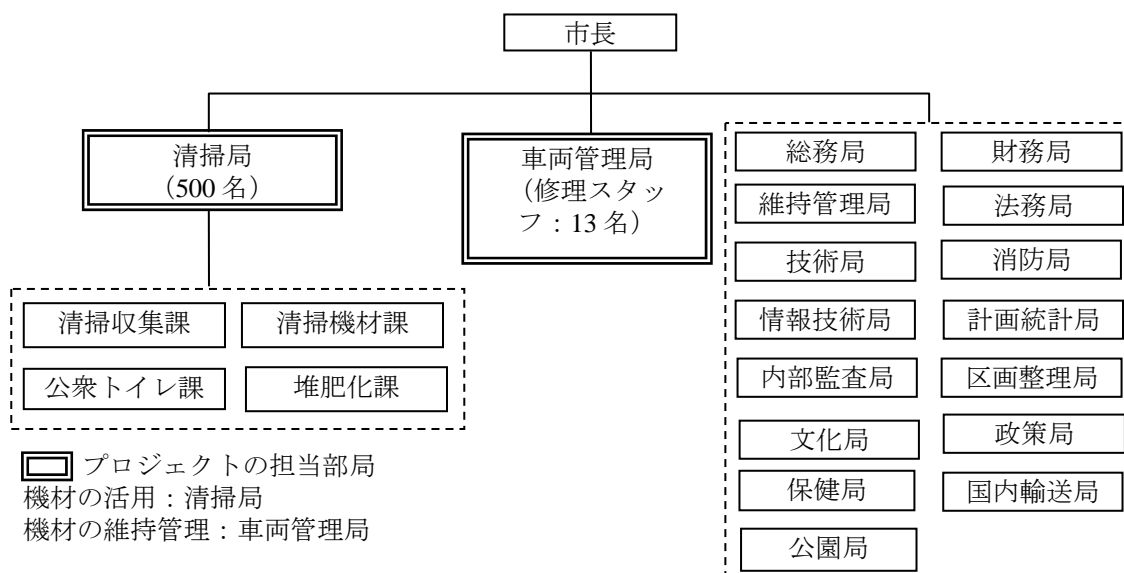 市長
清掃局
（500 名）
車両管理局
（修理スタッ
フ：13 名）
総務局
財務局
維持管理局
法務局
技術局
消防局
情報技術局
計画統計局
内部監査局
区画整理局
文化局
政策局
保健局
国内輸送局
公園局
清掃収集課
清掃機材課
公衆トイレ課
堆肥化課
プロジェクトの担当部局
機材の活用：清掃局
機材の維持管理：車両管理局